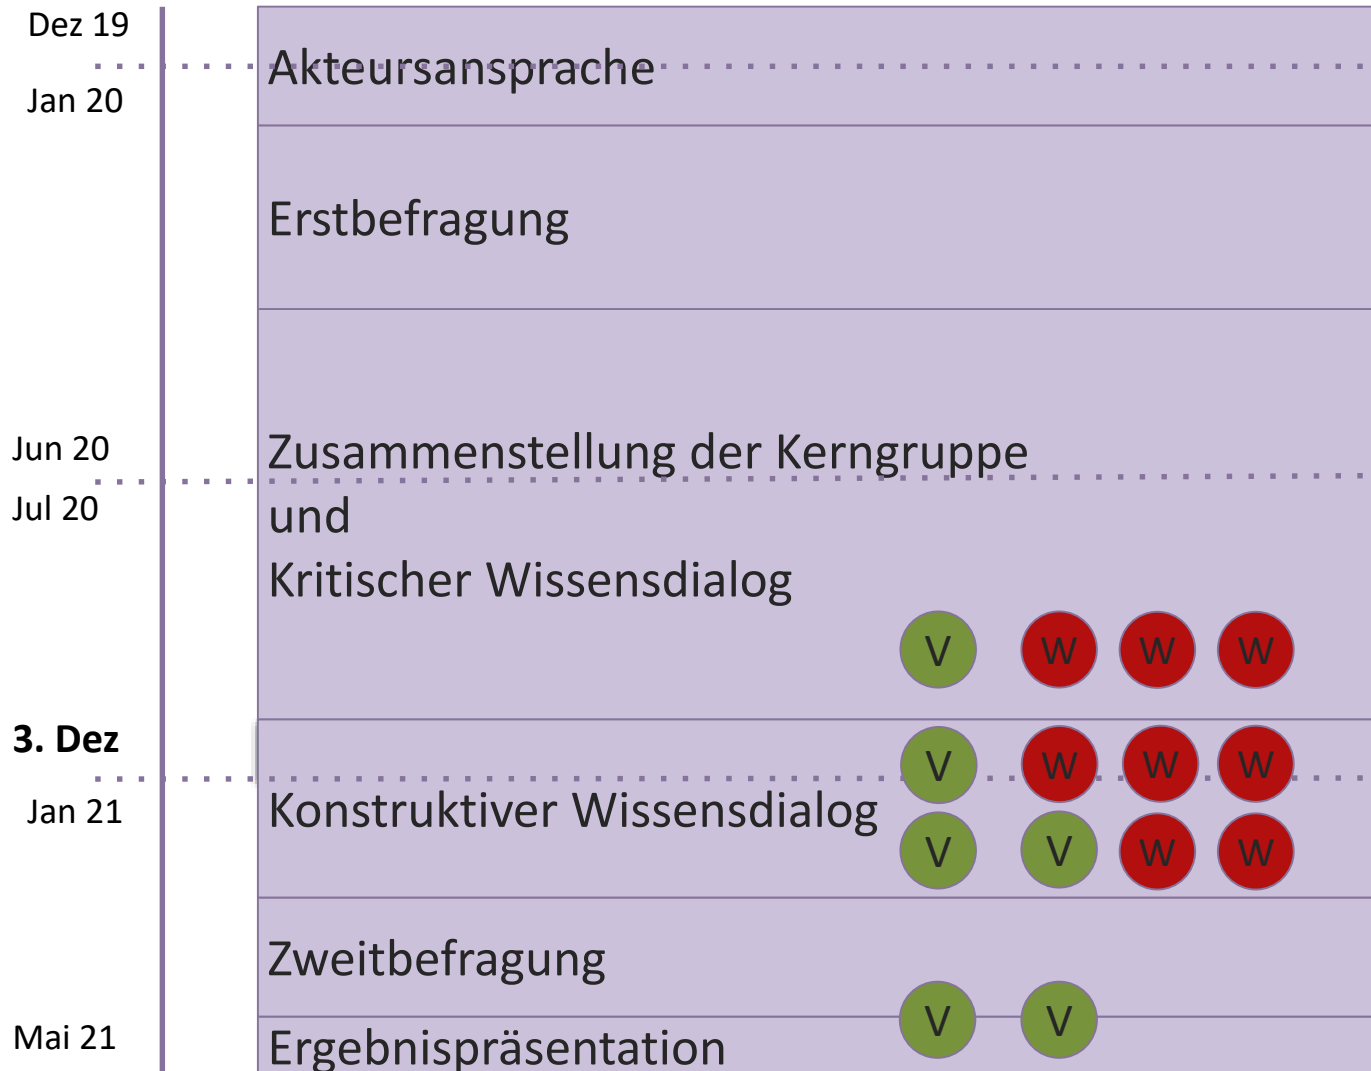 Dez 19
Akteursansprache
Jan 20
Erstbefragung
Jun 20
Zusammenstellung der Kerngruppe
Jul 20
und
Kritischer Wissensdialog
V W W W
3. Dez
V W W W
Jan 21
Konstruktiver Wissensdialog
V V W W
Zweitbefragung
V V
Mai 21
Ergebnispräsentation